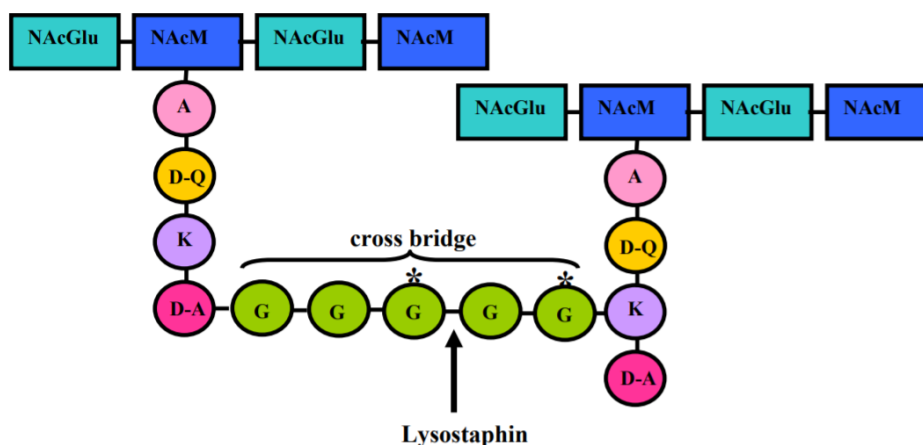 NAcGlu NAcM NAcGlu NAcM
NAcGlu NAcM NAcGlu NAcM
A
A
D-Q
D-Q
K
cross bridge
* *
D-A G G G G G K
D-A
Lysostaphin